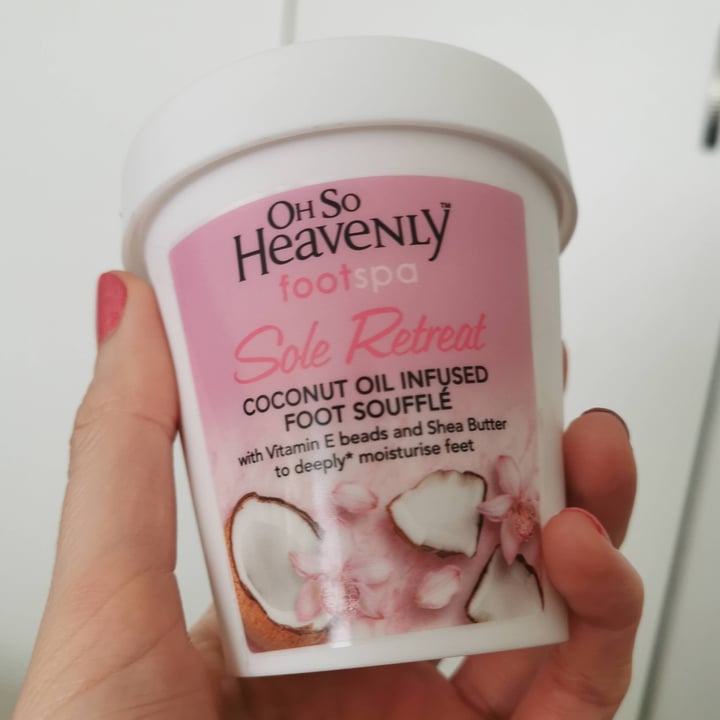 OH SO
HEAVENLY™
footspa
Sole Retreat
COCONUT OIL INFUSED
FOOT SOUFFLÉ
with Vitamin E beads and Shea Butter
to deeply* moisturise feet